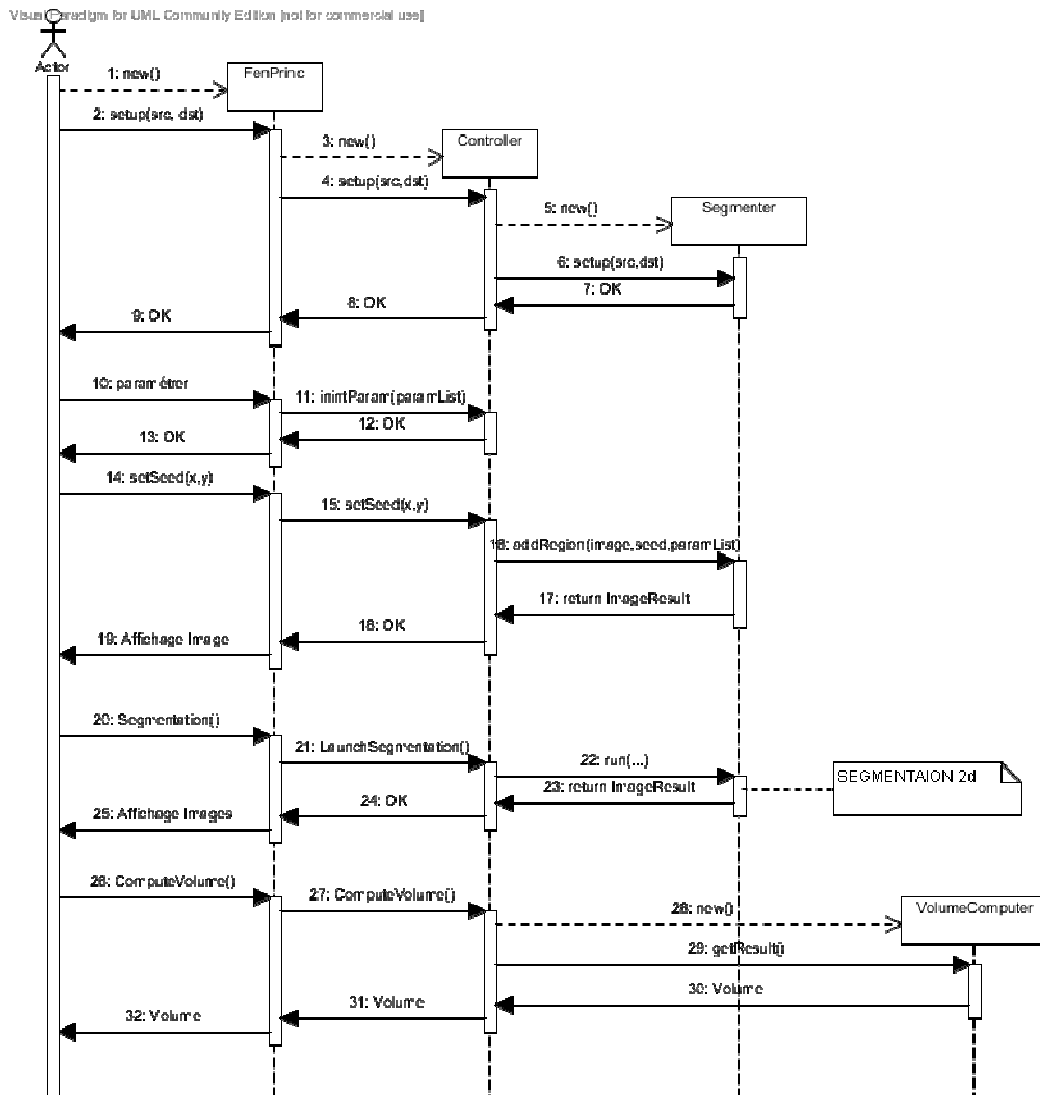 Visual Paradigm for UML Community Edition [not for commercial use]
Actor
1: new()
FenPrinc
2: setup(src, dst)
3: new()
Controller
4: setup(src,dst)
5: new()
Segmenter
6: setup(src,dst)
7: OK
8: OK
9: OK
10: paramétrer
11: inintParam(paramList)
12: OK
13: OK
14: setSeed(x,y)
15: setSeed(x,y)
16: addRegion(image,seed,paramList)
17: return ImageResult
18: OK
19: Affichage Image
20: Segmentation()
21: LaunchSegmentation()
22: run(...)
SEGMENTAION 2d
23: return ImageResult
24: OK
25: Affichage Images
26: ComputeVolume()
27: ComputeVolume()
28: new()
VolumeComputer
29: getResult()
30: Volume
31: Volume
32: Volume